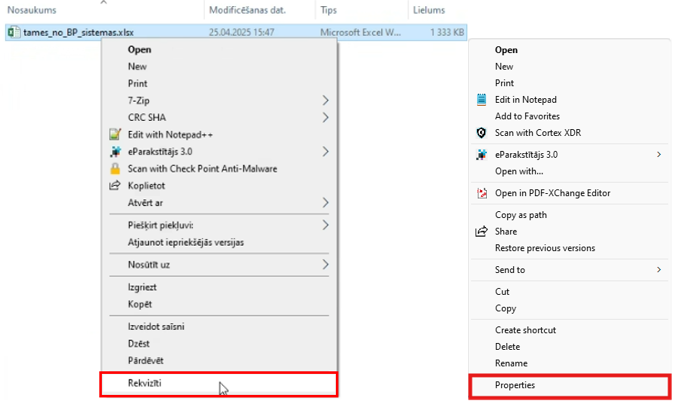 Nosaukums Modificēšanas dat. Tips Lielums
tames_no_BP_sistemas.xlsx 25.04.2025 15:47 Microsoft Excel W... 1 333 KB
Open
New
Print
7-Zip
CRC SHA
Edit with Notepad++
eParakstītājs 3.0
Scan with Check Point Anti-Malware
Koplietot
Atvērt ar
Piešķirt piekļuvi:
Atjaunot iepriekšējās versijas
Nosūtīt uz
Izgriezt
Kopēt
Izveidot saīsni
Dzēst
Pārdēvēt
Rekvizīti
Open
New
Print
Edit in Notepad
Add to Favorites
Scan with Cortex XDR
eParakstītājs 3.0
Open with...
Open in PDF-XChange Editor
Copy as path
Share
Restore previous versions
Send to
Cut
Copy
Create shortcut
Delete
Rename
Properties